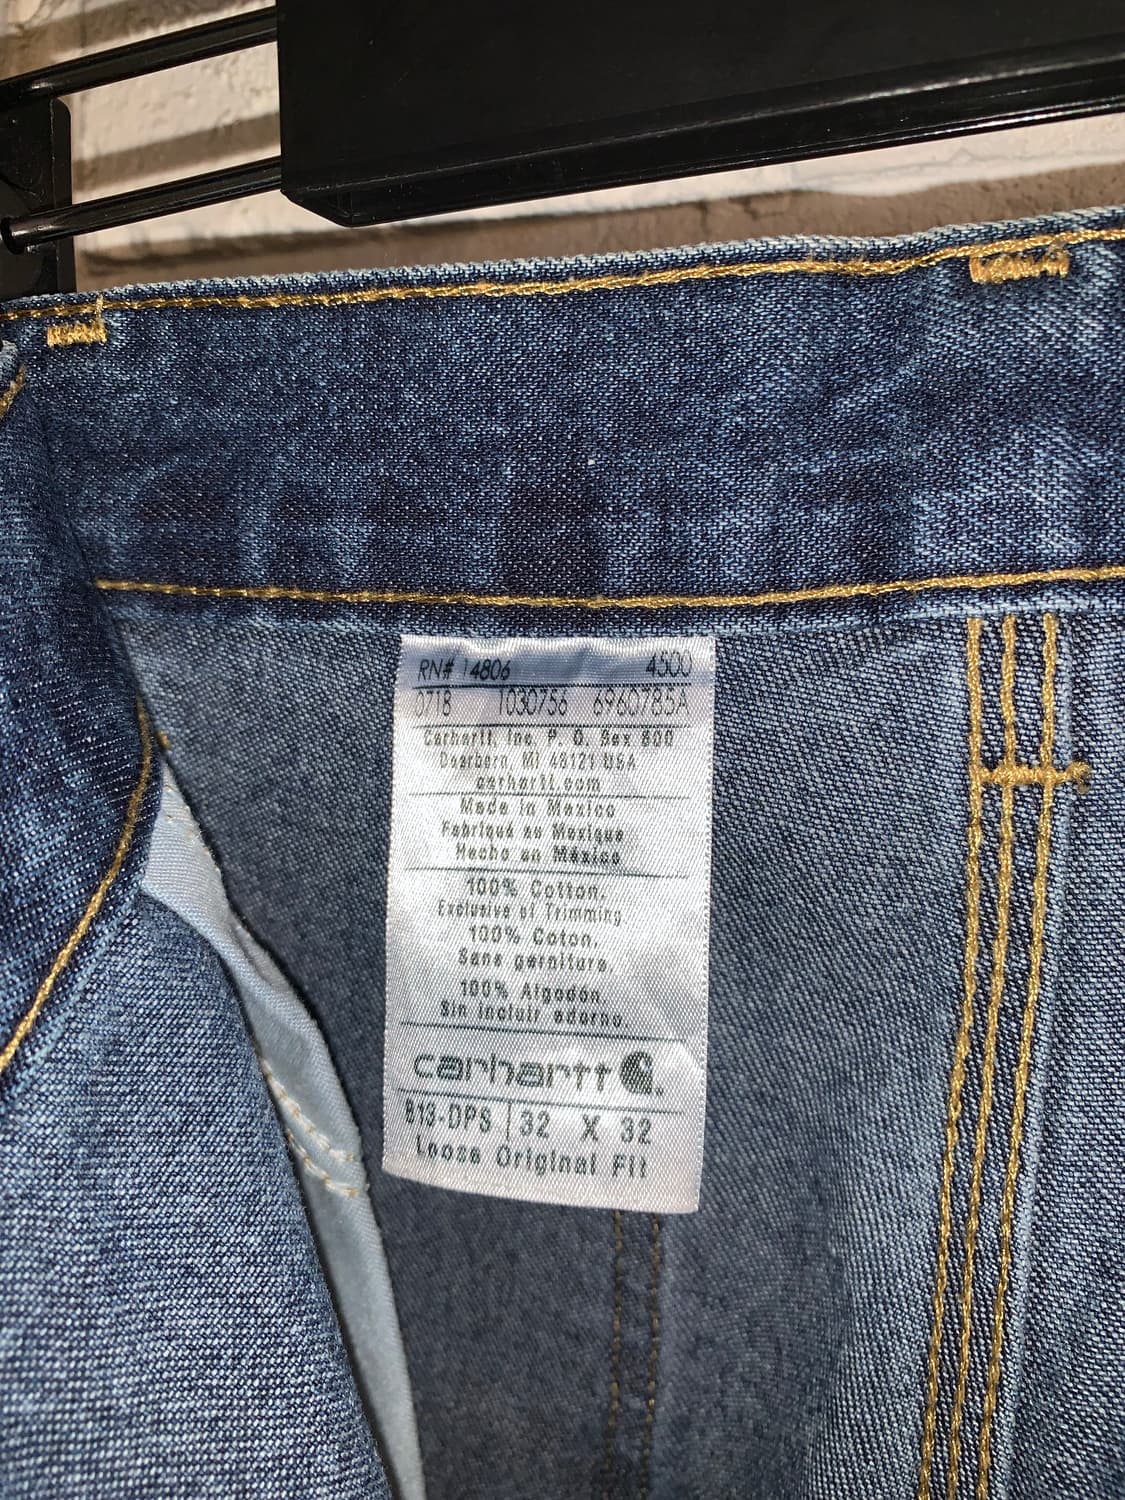 RN# 14806 4500
0718 1030756 6960785A
Carhartt, Inc. P. O. Box 600
Dearborn, MI 48121 USA
carhartt.com
Made in Mexico
Fabriqué au Mexique
Hecho en México
100% Cotton.
Exclusive of Trimming
100% Coton.
Sans garniture.
100% Algodón
Sin incluir adorno.
carhartt
B13-DPS | 32 X 32
Loose Original Fit